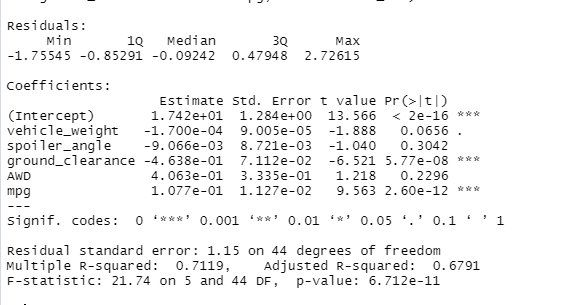 Residuals:
     Min       1Q   Median       3Q      Max
-1.75545 -0.85291 -0.09242  0.47948  2.72615

Coefficients:
                   Estimate Std. Error t value Pr(>|t|)
(Intercept)       1.742e+01  1.284e+00  13.566  < 2e-16 ***
vehicle_weight   -1.700e-04  9.005e-05  -1.888   0.0656 .
spoiler_angle    -9.066e-03  8.721e-03  -1.040   0.3042
ground_clearance -4.638e-01  7.112e-02  -6.521 5.77e-08 ***
AWD               4.063e-01  3.335e-01   1.218   0.2296
mpg               1.077e-01  1.127e-02   9.563 2.60e-12 ***
---
Signif. codes:  0 ‘***’ 0.001 ‘**’ 0.01 ‘*’ 0.05 ‘.’ 0.1 ‘ ’ 1

Residual standard error: 1.15 on 44 degrees of freedom
Multiple R-squared:  0.7119,	Adjusted R-squared:  0.6791
F-statistic: 21.74 on 5 and 44 DF,  p-value: 6.712e-11